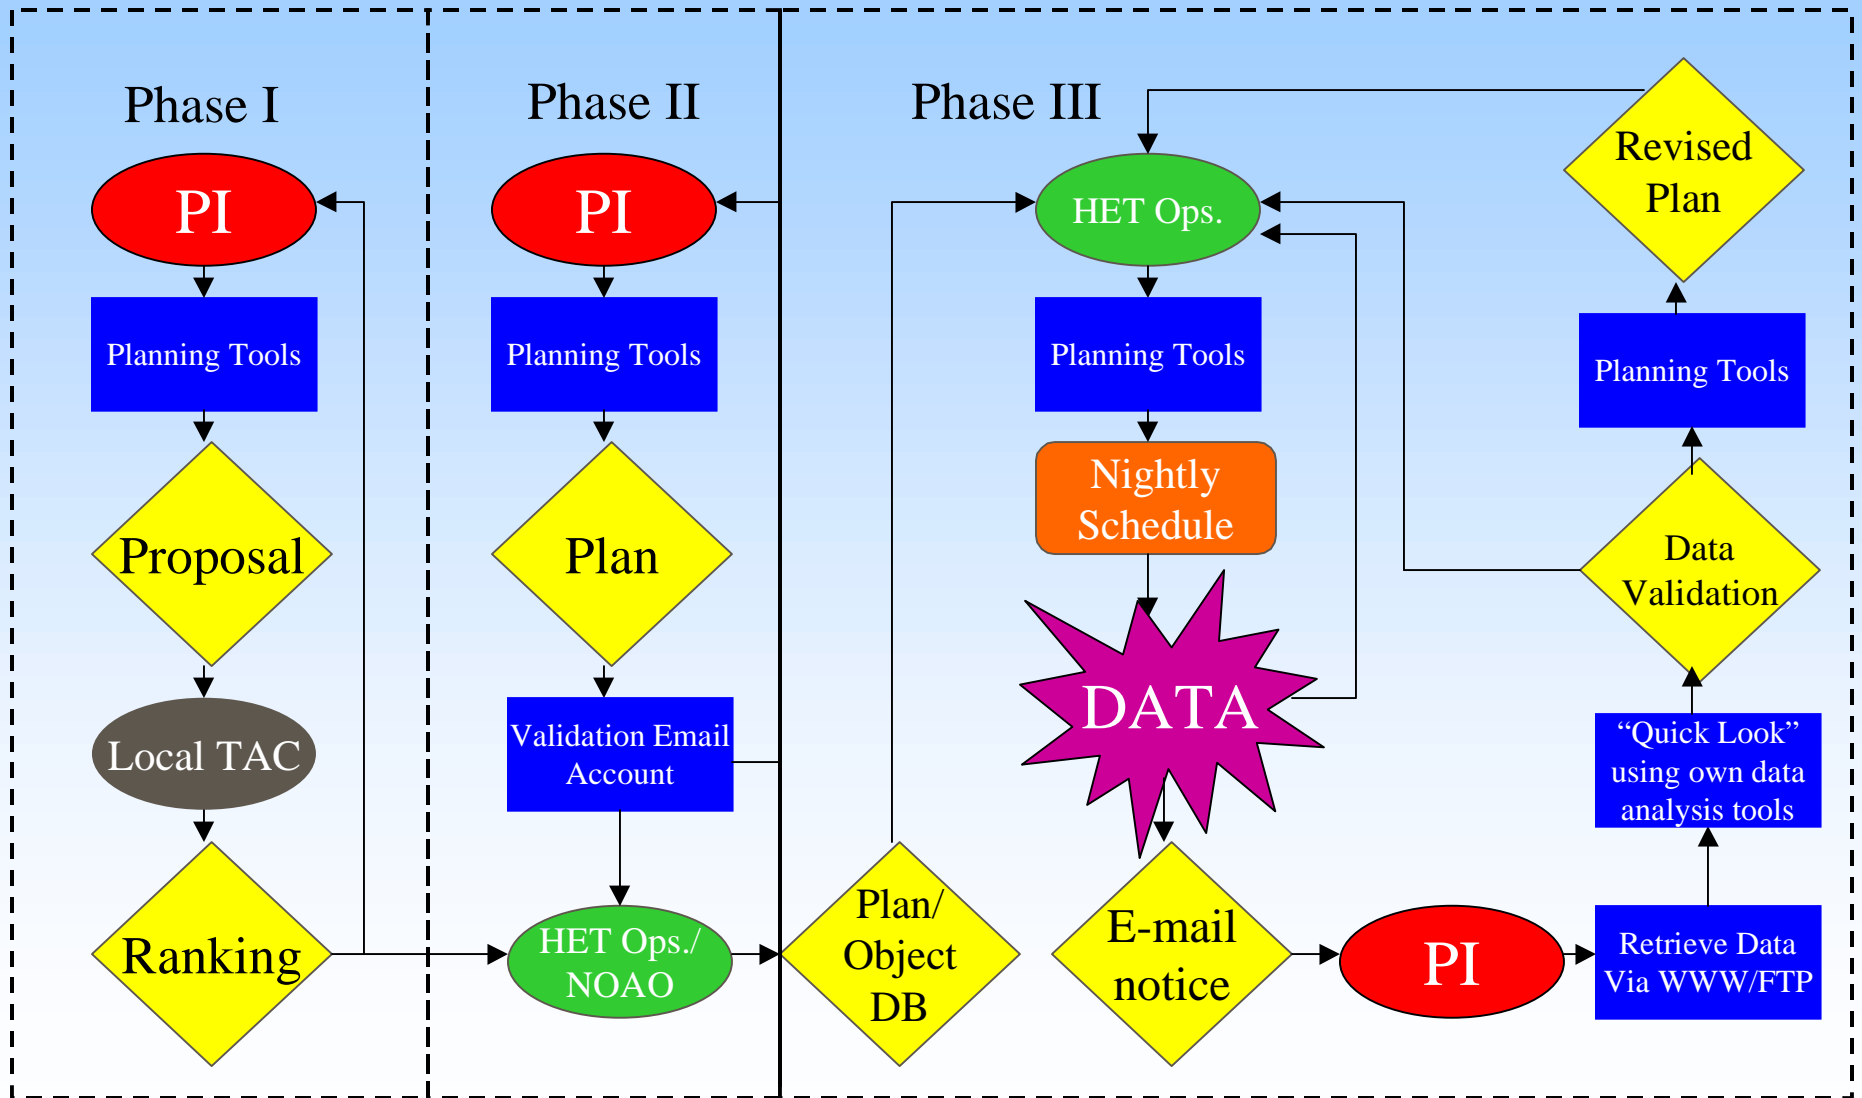 Phase I
PI
Planning Tools
Proposal
Local TAC
Ranking
Phase II
PI
Planning Tools
Plan
Validation Email
Account
HET Ops./
NOAO
Phase III
HET Ops.
Planning Tools
Nightly
Schedule
DATA
Plan/
Object
DB
E-mail
notice
PI
Retrieve Data
Via WWW/FTP
“Quick Look”
using own data
analysis tools
Data
Validation
Planning Tools
Revised
Plan